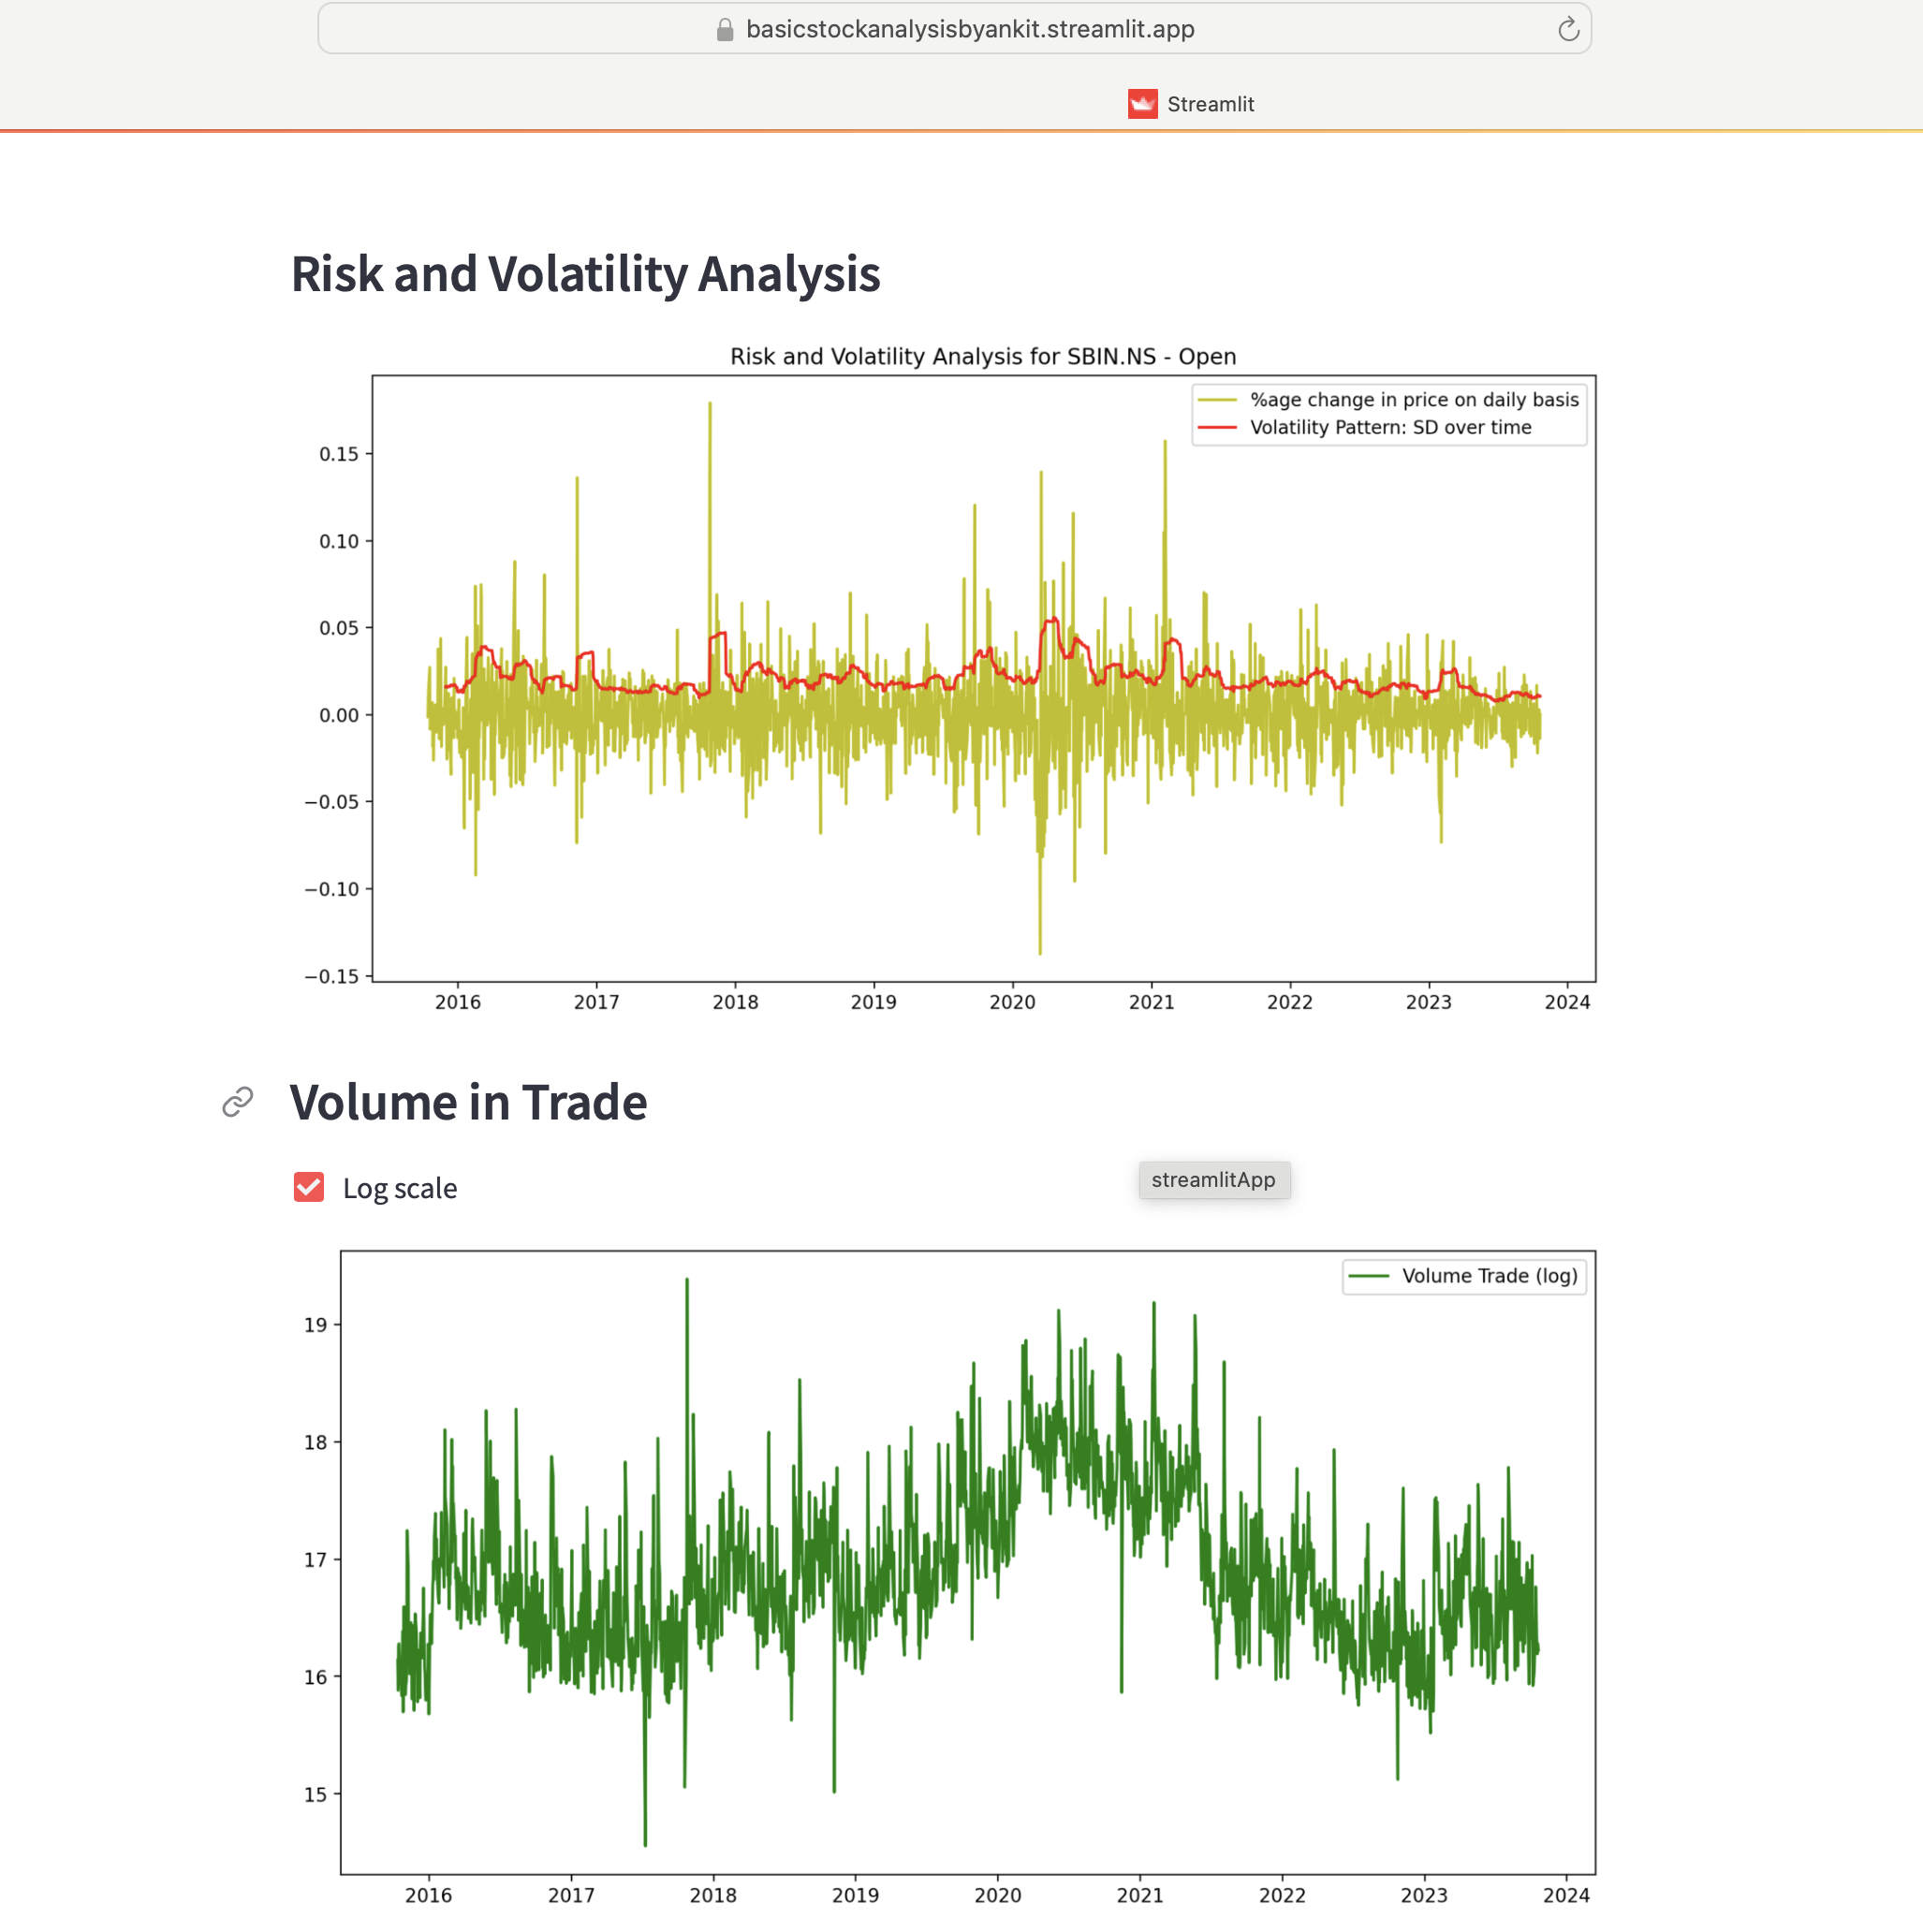 basicstockanalysisbyankit.streamlit.app
Streamlit
Risk and Volatility Analysis
Risk and Volatility Analysis for SBIN.NS - Open
%age change in price on daily basis
Volatility Pattern: SD over time
0.15
0.10
0.05
0.00
−0.05
−0.10
−0.15
2016 2017 2018 2019 2020 2021 2022 2023 2024
Volume in Trade
Log scale
streamlitApp
Volume Trade (log)
19
18
17
16
15
2016 2017 2018 2019 2020 2021 2022 2023 2024